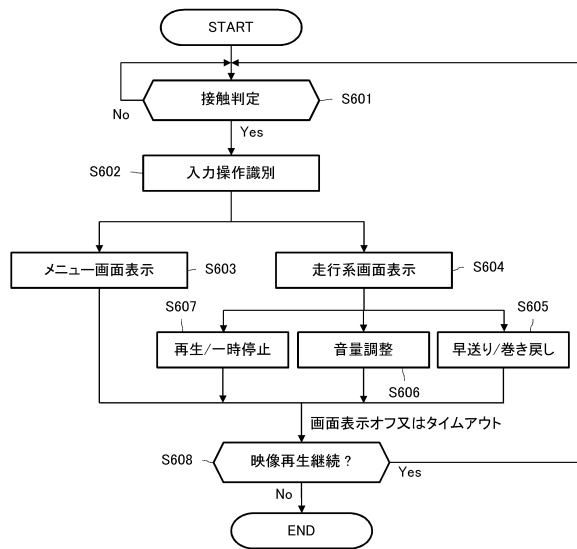 START
接触判定
S601
No
Yes
S602
入力操作識別
メニュー画面表示
S603
走行系画面表示
S604
S607
S605
再生/一時停止
音量調整
早送り/巻き戻し
S606
画面表示オフ又はタイムアウト
S608
映像再生継続？
Yes
No
END